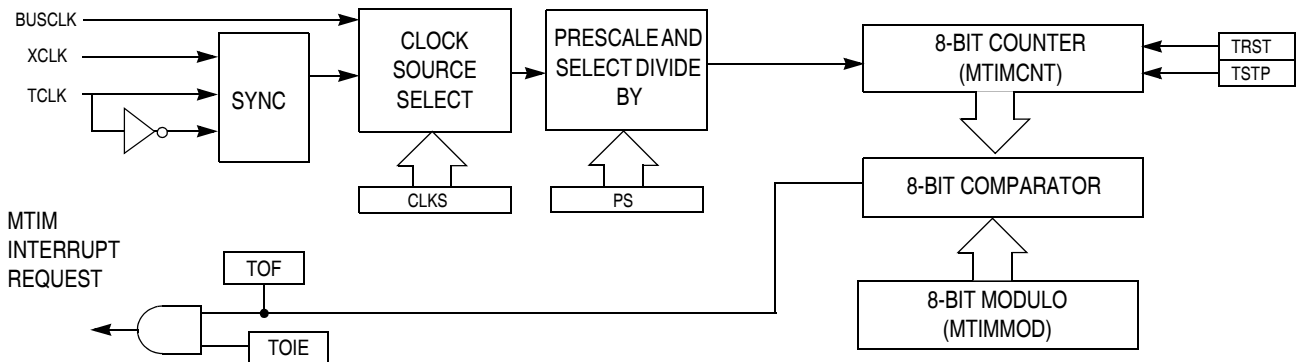 BUSCLK
XCLK
TCLK
SYNC
CLOCK
SOURCE
SELECT
PRESCALE AND
SELECT DIVIDE
BY
8-BIT COUNTER
(MTIMCNT)
TRST
TSTP
CLKS
PS
8-BIT COMPARATOR
MTIM
INTERRUPT
REQUEST
TOF
TOIE
8-BIT MODULO
(MTIMMOD)